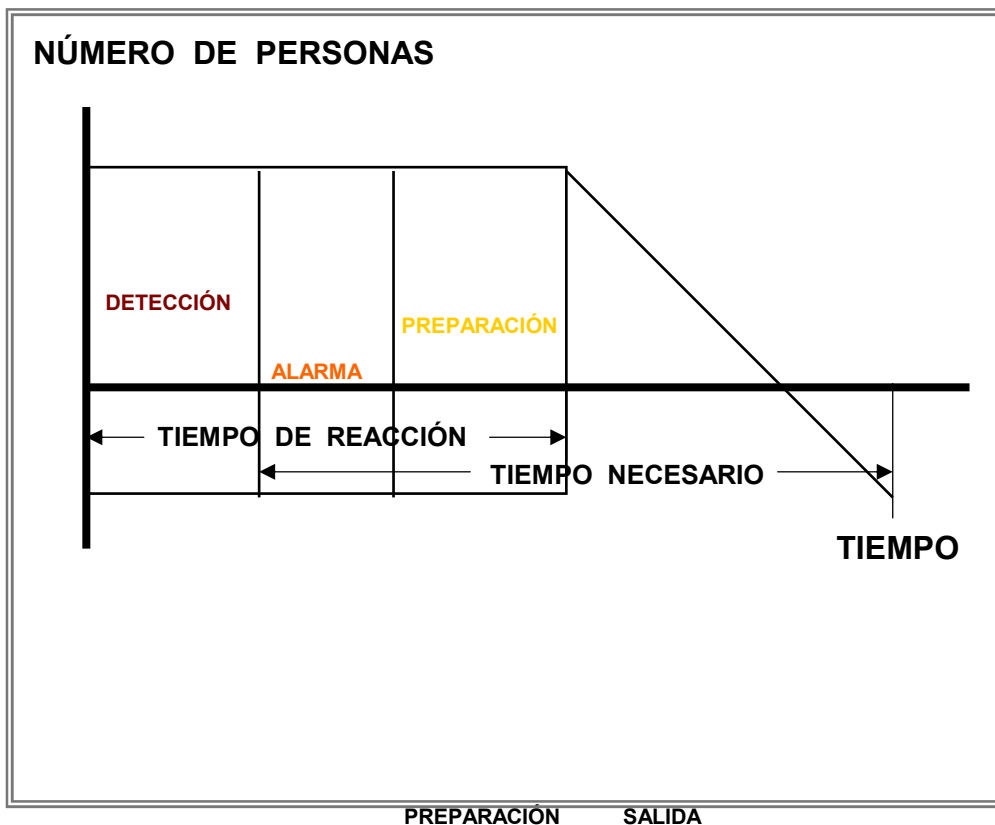 NÚMERO DE PERSONAS
DETECCIÓN
PREPARACIÓN
ALARMA
TIEMPO DE REACCIÓN
TIEMPO NECESARIO
TIEMPO
PREPARACIÓN SALIDA